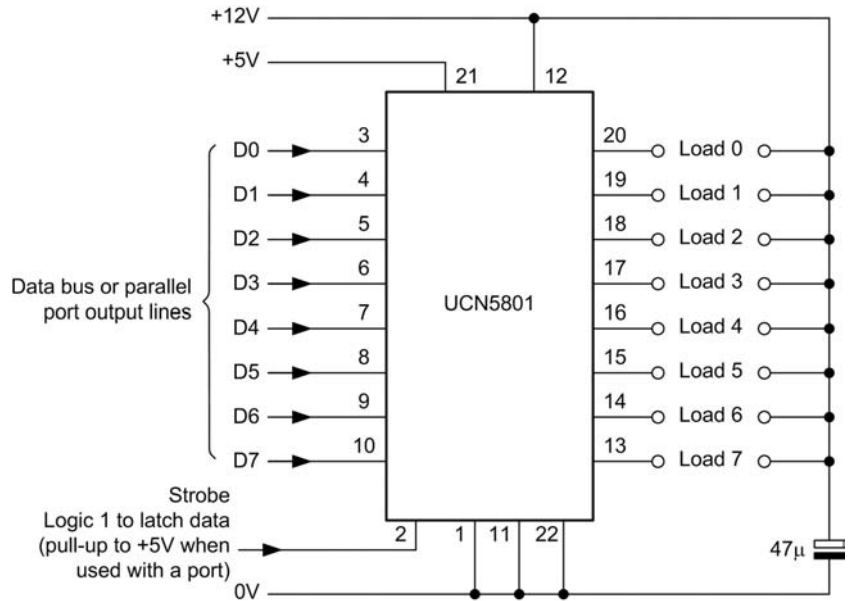 +12V
+5V
21 12
D0 3 20 Load 0
D1 4 19 Load 1
D2 5 18 Load 2
D3 6 17 Load 3
Data bus or parallel
port output lines
UCN5801
D4 7 16 Load 4
D5 8 15 Load 5
D6 9 14 Load 6
D7 10 13 Load 7
Strobe
Logic 1 to latch data
(pull-up to +5V when
used with a port)
2 1 11 22
47µ
0V